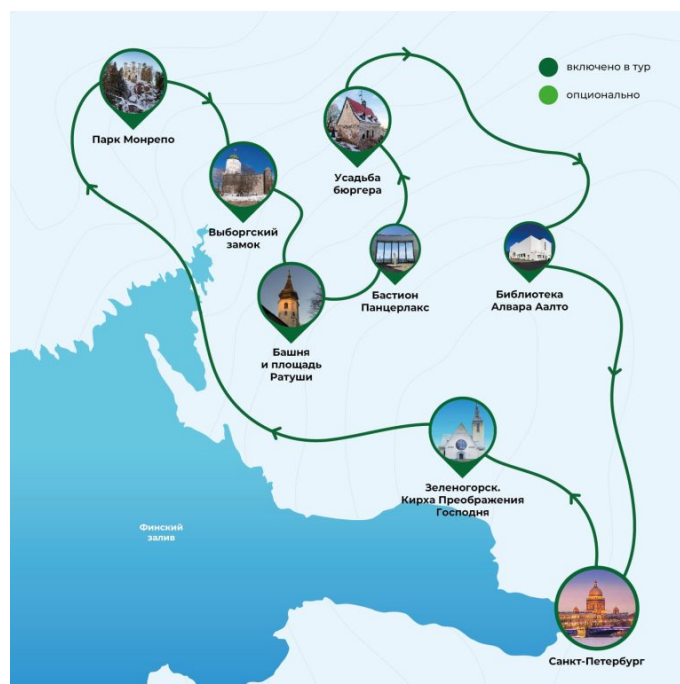 включено в тур
опционально
Парк Монрепо
Усадьба
бюргера
Выборгский
замок
Бастион
Панцерлакс
Библиотека
Алвара Аалто
Башня
и площадь
Ратуши
Зеленогорск.
Кирха Преображения
Господня
Финский
залив
Санкт-Петербург